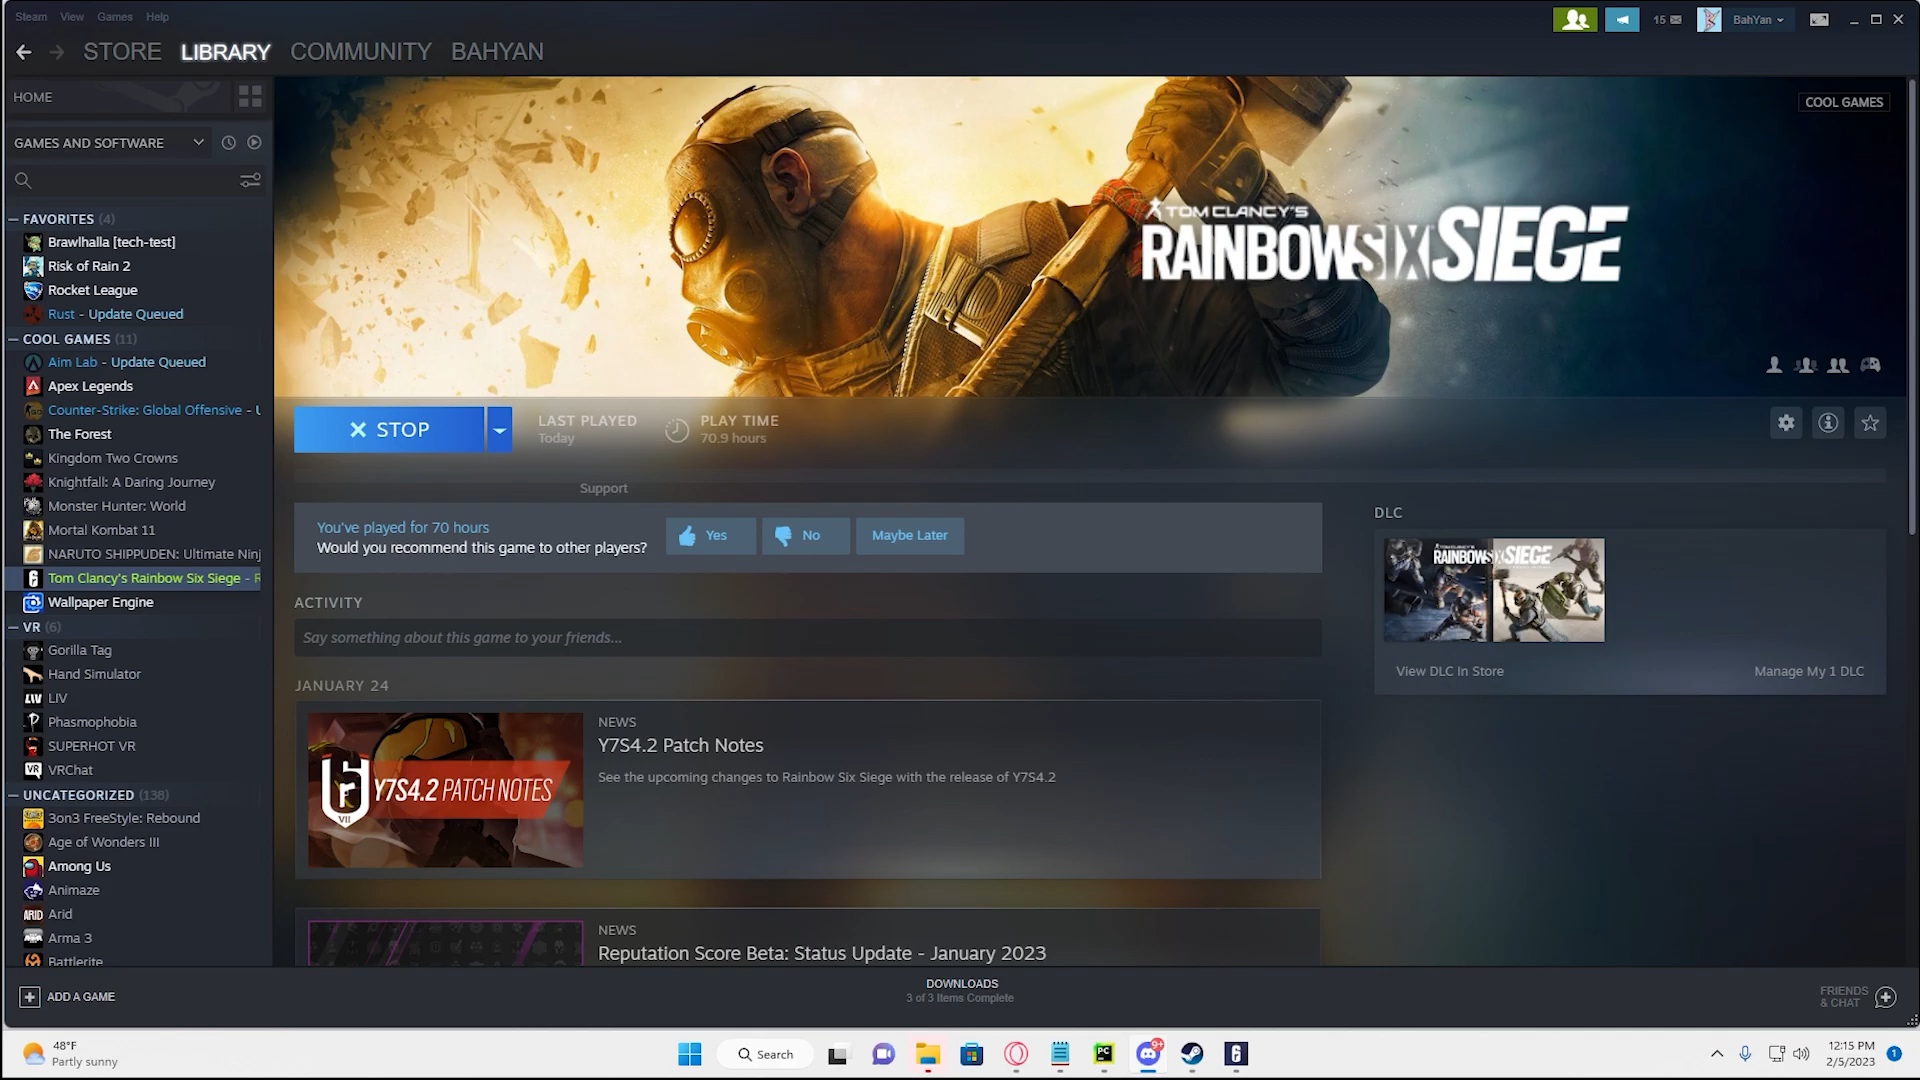 Steam View Games Help
15
BahYan
STORE LIBRARY COMMUNITY BAHYAN
HOME
COOL GAMES
GAMES AND SOFTWARE
TOM CLANCY'S
RAINBOWSIXSIEGE
FAVORITES (4)
Brawlhalla [tech-test]
Risk of Rain 2
Rocket League
Rust - Update Queued
COOL GAMES (11)
Aim Lab - Update Queued
Apex Legends
Counter-Strike: Global Offensive - U
The Forest
Kingdom Two Crowns
Knightfall: A Daring Journey
Monster Hunter: World
Mortal Kombat 11
NARUTO SHIPPUDEN: Ultimate Ninj
Tom Clancy's Rainbow Six Siege - R
Wallpaper Engine
VR (6)
Gorilla Tag
Hand Simulator
LIV
Phasmophobia
SUPERHOT VR
VRChat
UNCATEGORIZED (138)
3on3 FreeStyle: Rebound
Age of Wonders III
Among Us
Animaze
Arid
Arma 3
Battlerite
STOP
LAST PLAYED
Today
PLAY TIME
70.9 hours
Support
You've played for 70 hours
Would you recommend this game to other players?
Yes
No
Maybe Later
DLC
RAINBOWSIXSIEGE
View DLC In Store
Manage My 1 DLC
ACTIVITY
Say something about this game to your friends...
JANUARY 24
Y7S4.2 PATCH NOTES
VII
NEWS
Y7S4.2 Patch Notes
See the upcoming changes to Rainbow Six Siege with the release of Y7S4.2
NEWS
Reputation Score Beta: Status Update - January 2023
ADD A GAME
DOWNLOADS
3 of 3 Items Complete
FRIENDS
& CHAT
48°F
Partly sunny
Search
PC
9+
12:15 PM
2/5/2023
1